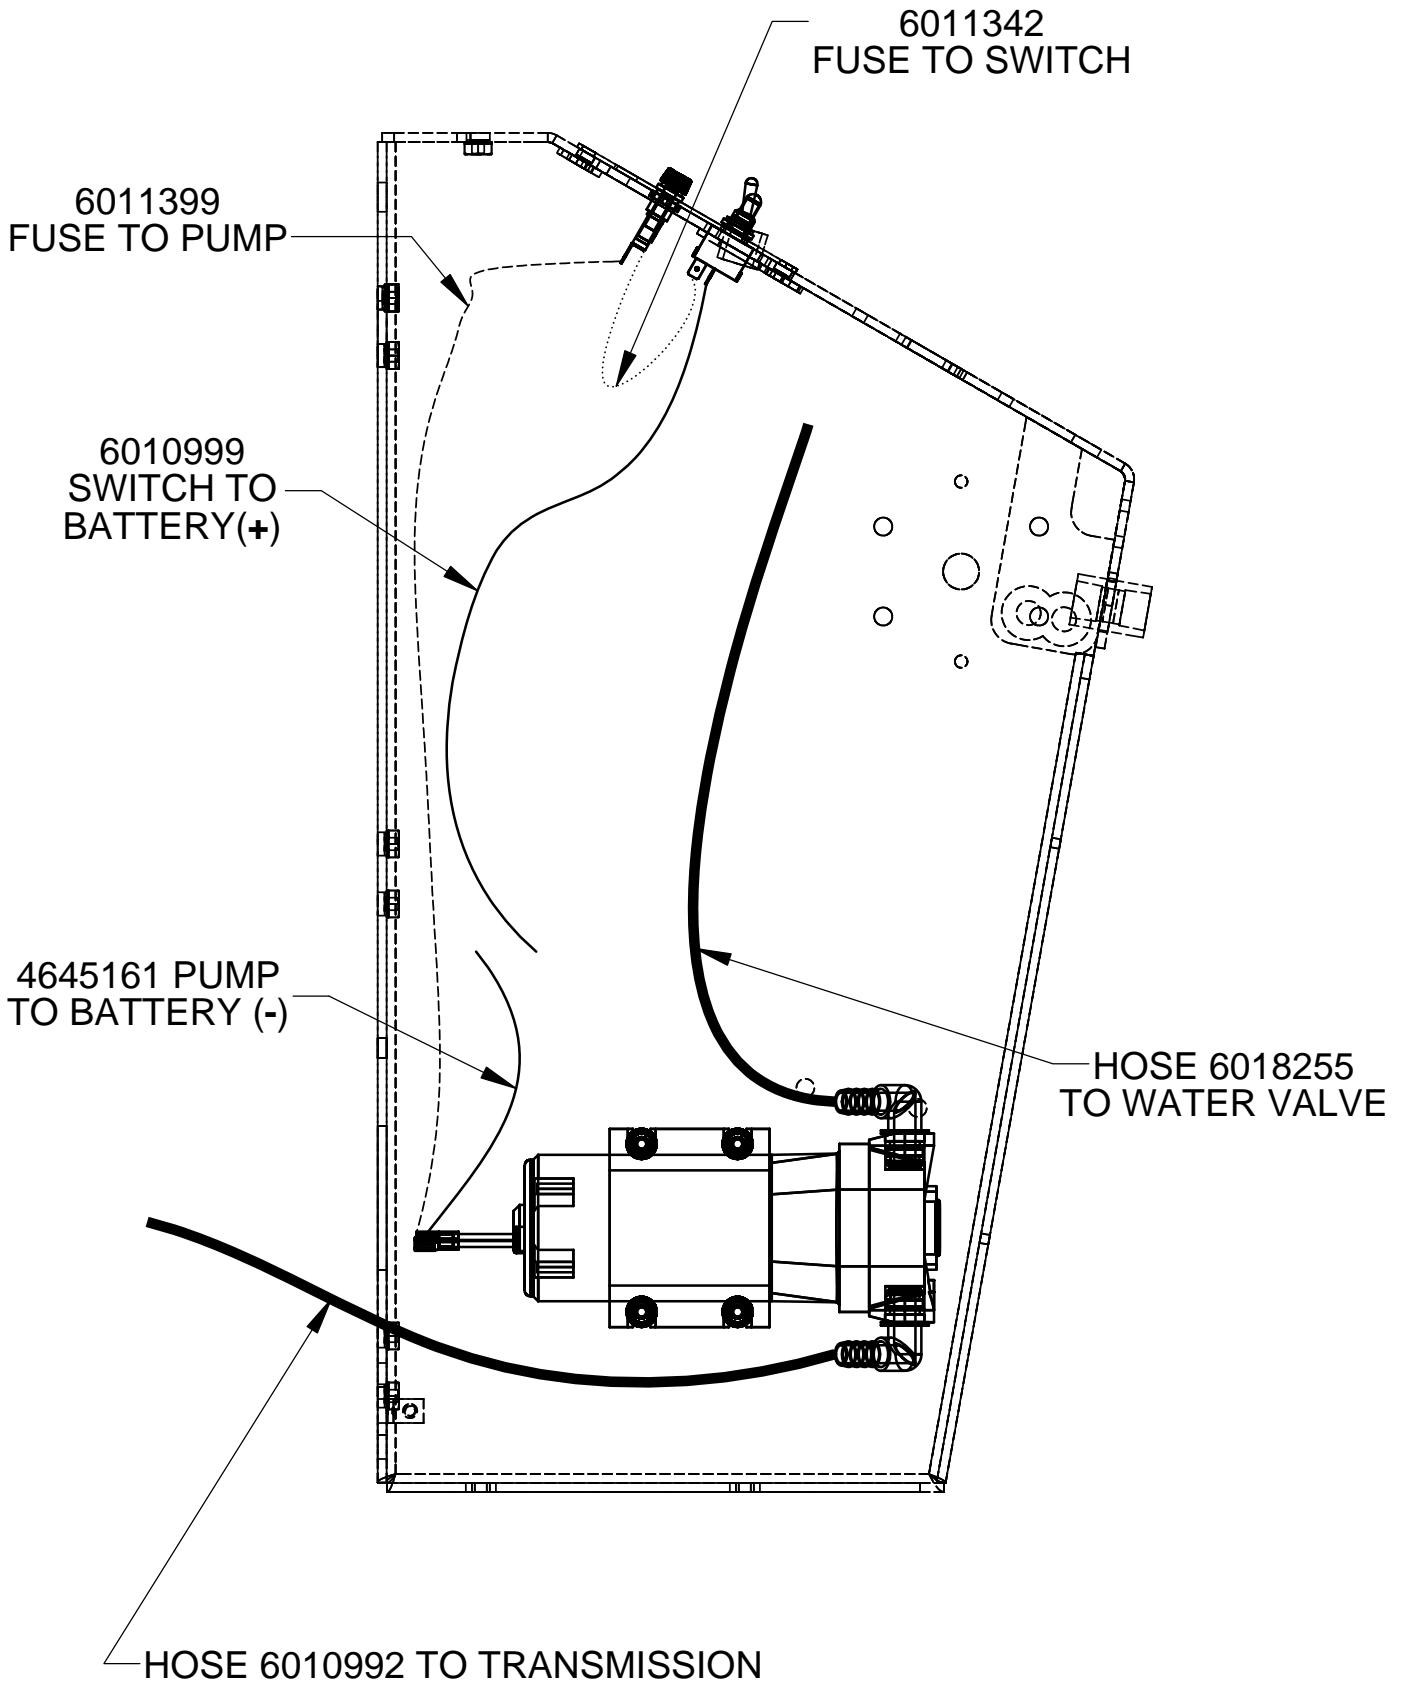 6011342
FUSE TO SWITCH
6011399
FUSE TO PUMP
6010999
SWITCH TO
BATTERY(+)
4645161 PUMP
TO BATTERY (-)
HOSE 6018255
TO WATER VALVE
HOSE 6010992 TO TRANSMISSION